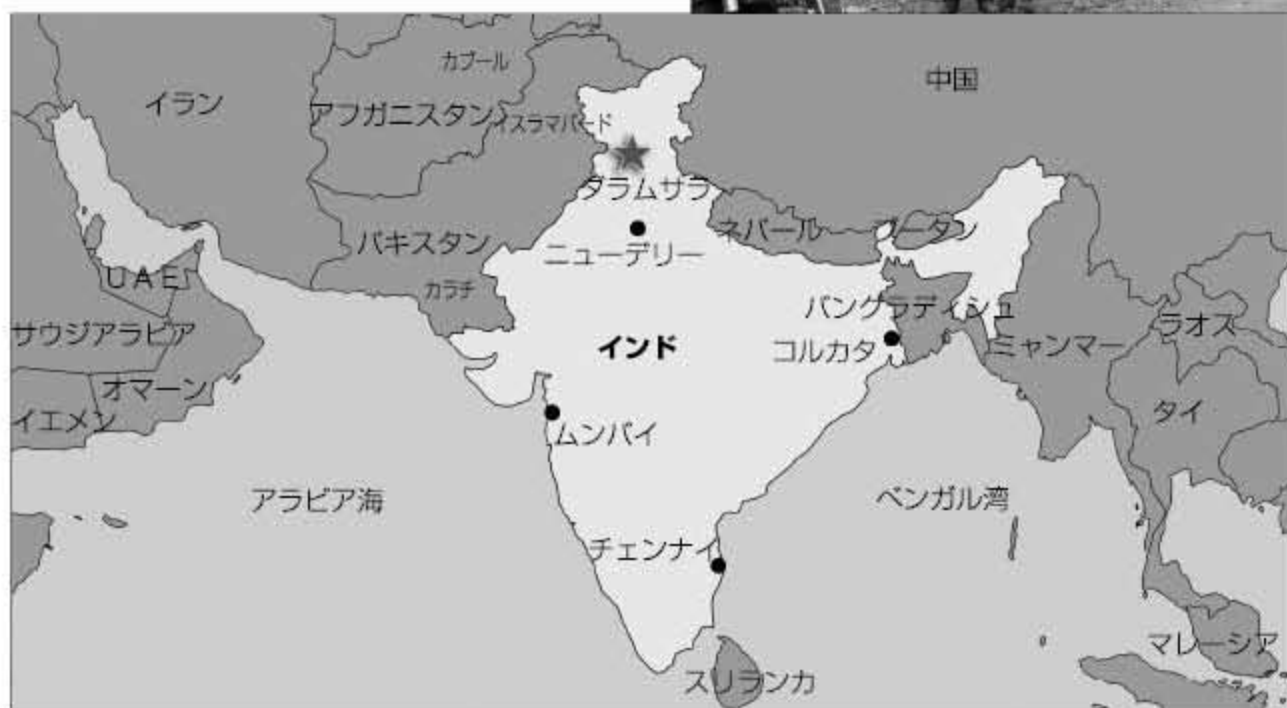 カブール
中国
イラン
アフガニスタン
イスラマバード
ダラムサラ
パキスタン
ニューデリー
ネパール
ブータン
UAE
カラチ
バングラディシュ
サウジアラビア
インド
コルカタ
ミャンマー
ラオス
オマーン
イエメン
ムンバイ
タイ
アラビア海
ベンガル湾
チェンナイ
マレーシア
スリランカ